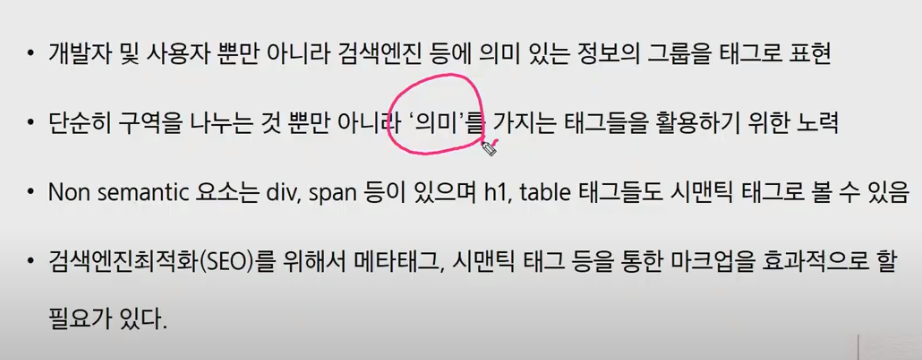 • 개발자 및 사용자 뿐만 아니라 검색엔진 등에 의미 있는 정보의 그룹을 태그로 표현
• 단순히 구역을 나누는 것 뿐만 아니라 ‘의미’를 가지는 태그들을 활용하기 위한 노력
• Non semantic 요소는 div, span 등이 있으며 h1, table 태그들도 시맨틱 태그로 볼 수 있음
• 검색엔진최적화(SEO)를 위해서 메타태그, 시맨틱 태그 등을 통한 마크업을 효과적으로 할
필요가 있다.